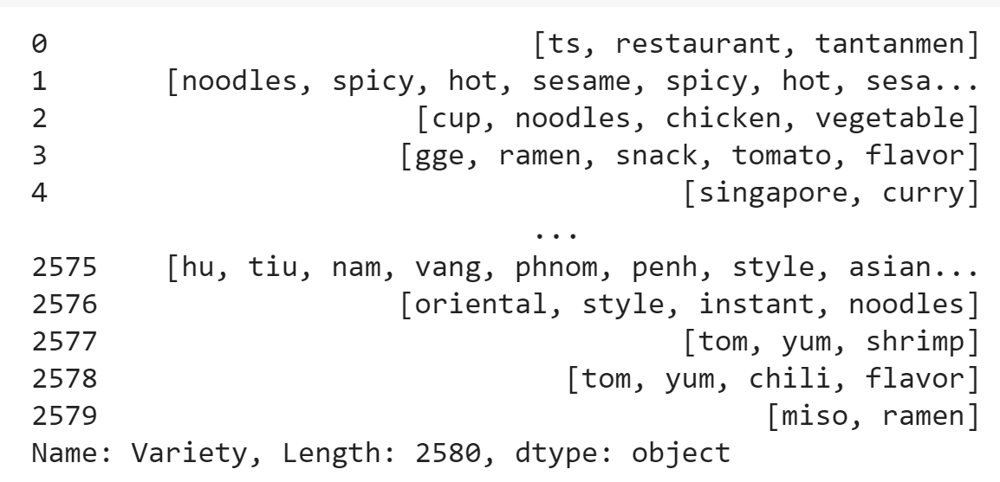 0 [ts, restaurant, tantanmen]
1 [noodles, spicy, hot, sesame, spicy, hot, sesa...
2 [cup, noodles, chicken, vegetable]
3 [gge, ramen, snack, tomato, flavor]
4 [singapore, curry]
...
2575 [hu, tiu, nam, vang, phnom, penh, style, asian...
2576 [oriental, style, instant, noodles]
2577 [tom, yum, shrimp]
2578 [tom, yum, chili, flavor]
2579 [miso, ramen]
Name: Variety, Length: 2580, dtype: object